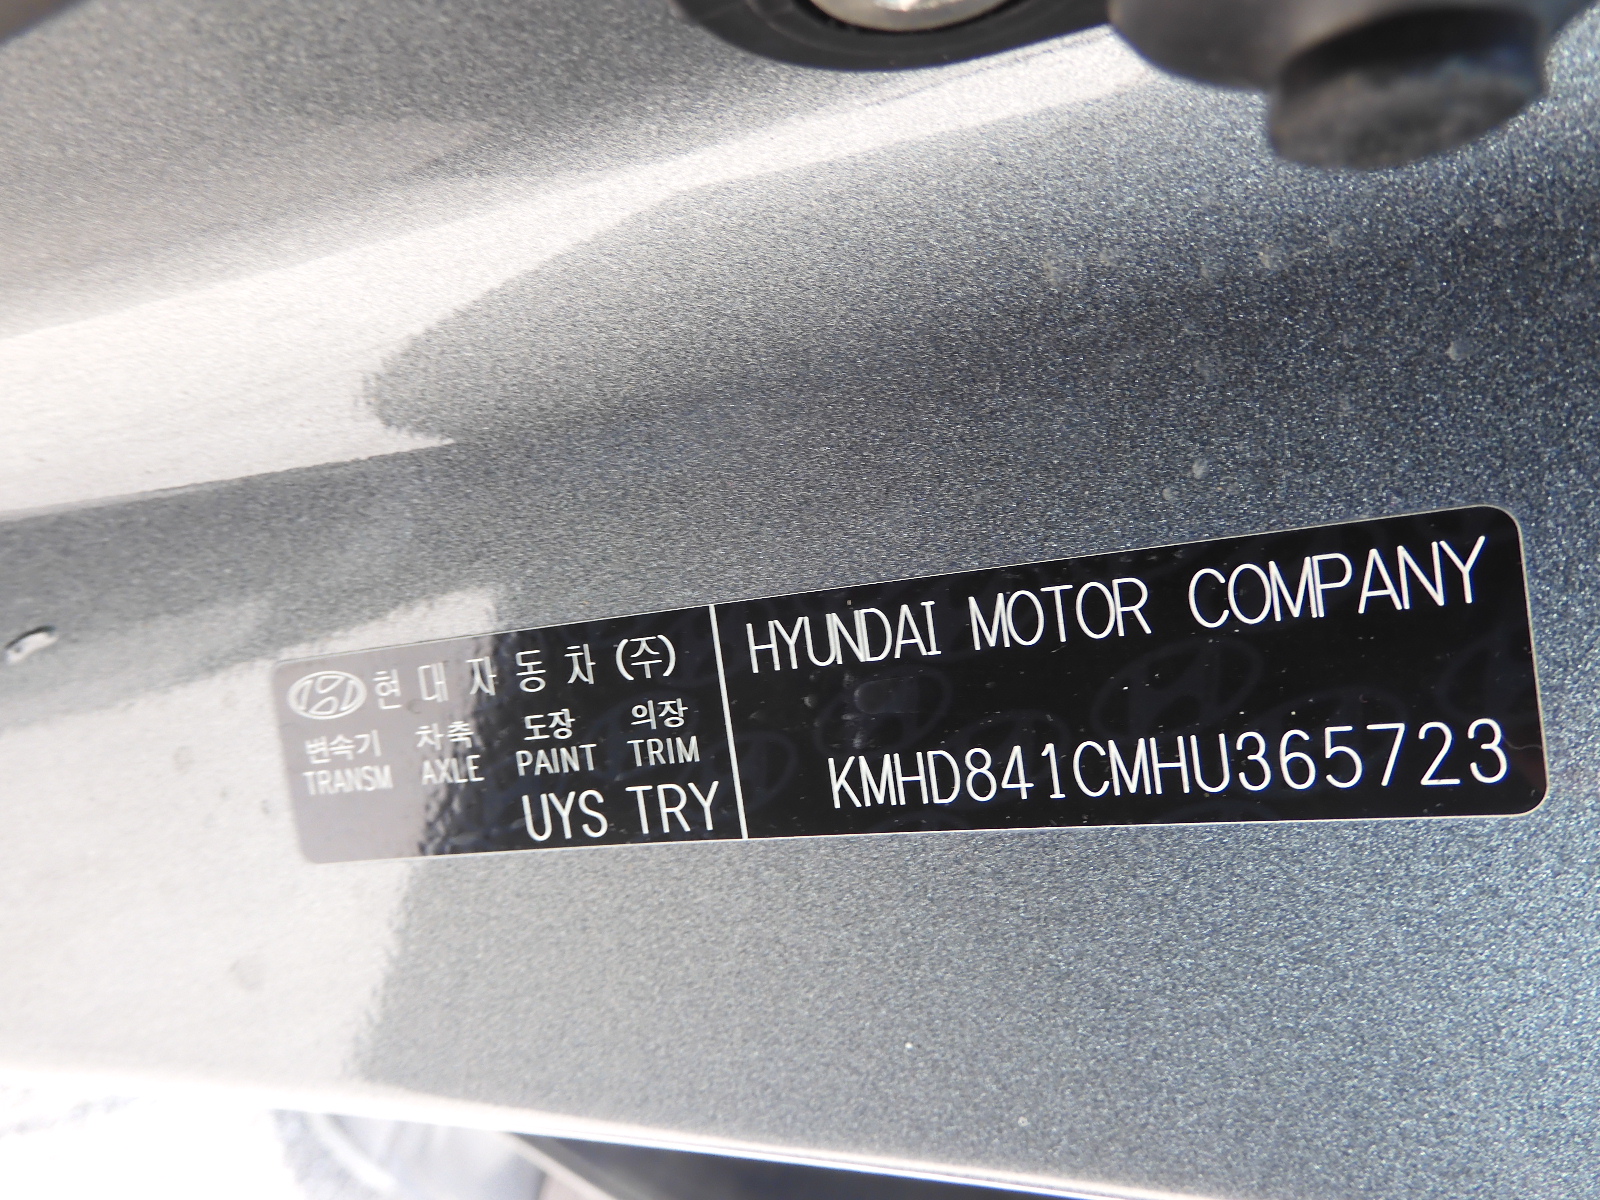 현대자동차(주)
변속기 차축 도장 의장
TRANSM AXLE PAINT TRIM
UYS TRY
HYUNDAI MOTOR COMPANY
KMHD841CMHU365723